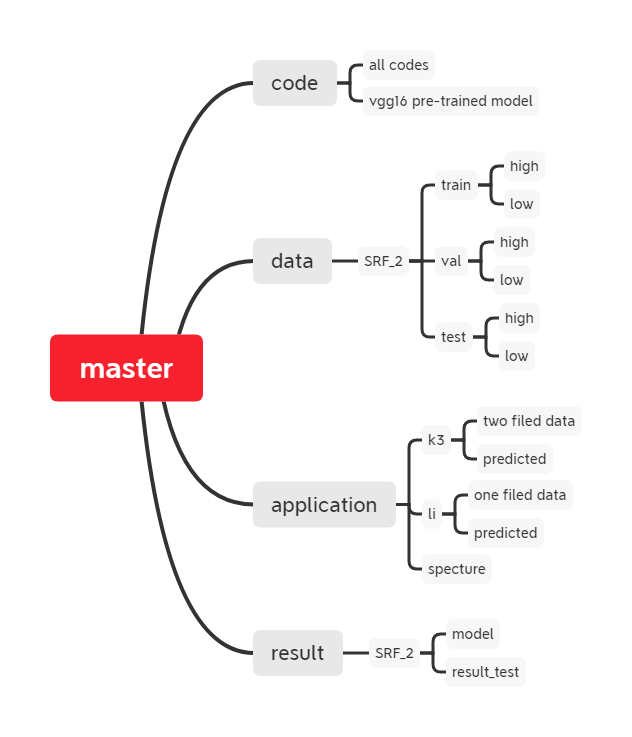 master
code
all codes
vgg16 pre-trained model
data
SRF_2
train
high
low
val
high
low
test
high
low
application
k3
two filed data
predicted
li
one filed data
predicted
specture
result
SRF_2
model
result_test